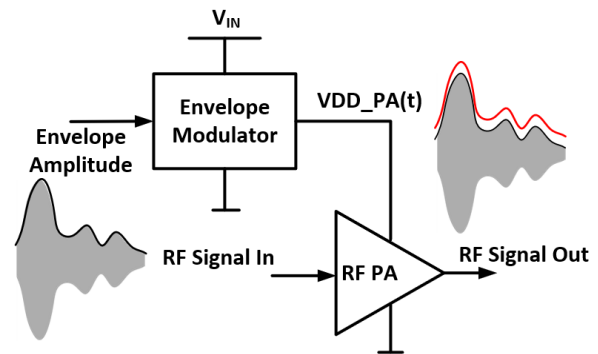 VIN
Envelope
Modulator
VDD_PA(t)
Envelope
Amplitude
RF Signal In
RF PA
RF Signal Out